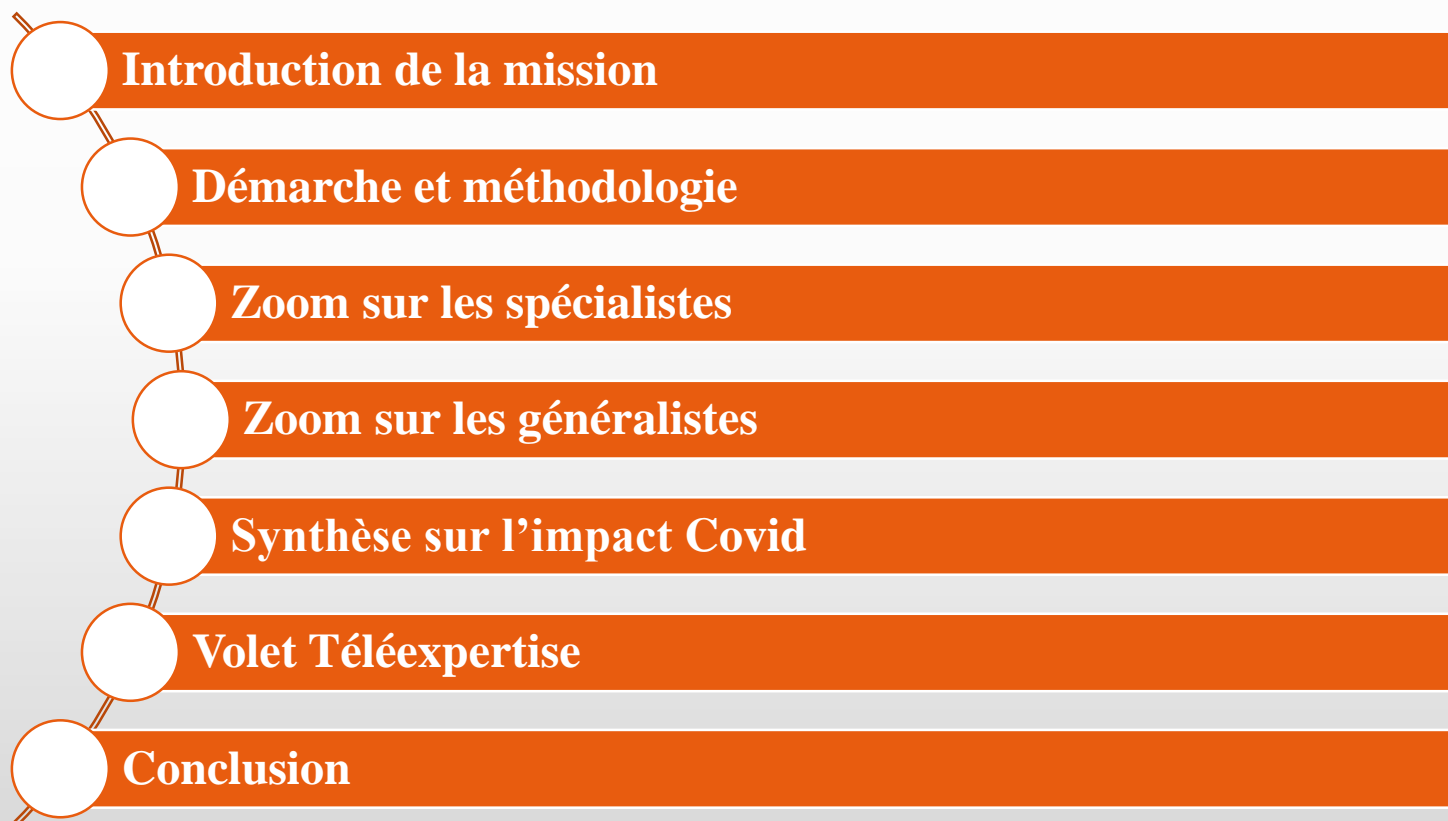 Introduction de la mission
Démarche et méthodologie
Zoom sur les spécialistes
Zoom sur les généralistes
Synthèse sur l’impact Covid
Volet Téléexpertise
Conclusion